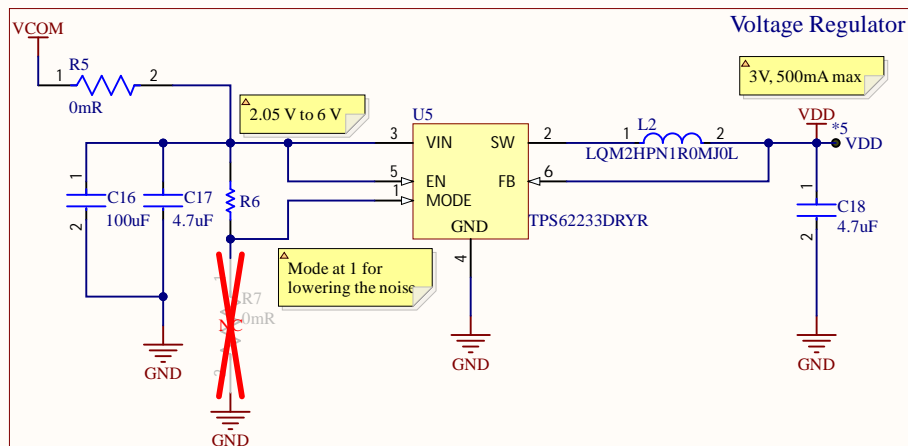 Voltage Regulator
VCOM
R5
1 2
0mR
2.05 V to 6 V
3V, 500mA max
U5
3 VIN SW 2
5 EN FB 6
1 MODE
GND
4
TPS62233DRYR
L2
1 2
LQM2HPN1R0MJ0L
VDD
*5
VDD
1
C16
100uF
2
C17
4.7uF
R6
1
C18
4.7uF
2
Mode at 1 for
lowering the noise
1
R7
0mR
NC
2
GND
GND
GND
GND